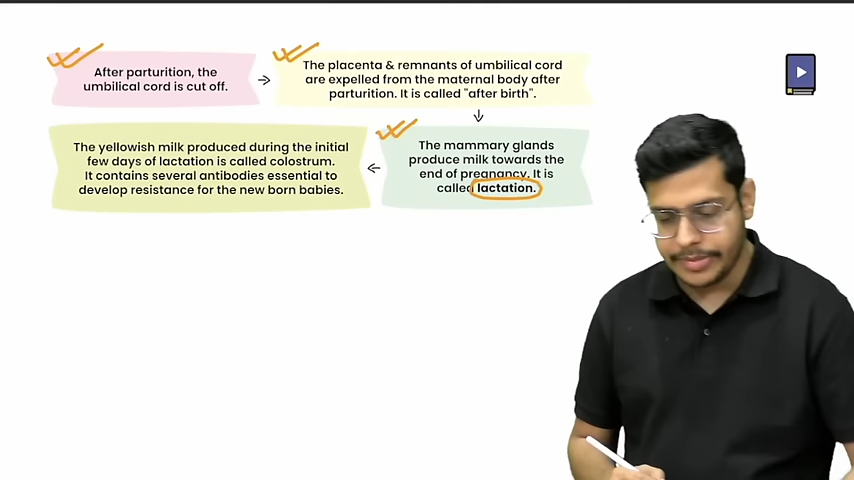 After parturition, the
umbilical cord is cut off.
The placenta & remnants of umbilical cord
are expelled from the maternal body after
parturition. It is called "after birth".
The mammary glands
produce milk towards the
end of pregnancy. It is
called lactation.
The yellowish milk produced during the initial
few days of lactation is called colostrum.
It contains several antibodies essential to
develop resistance for the new born babies.